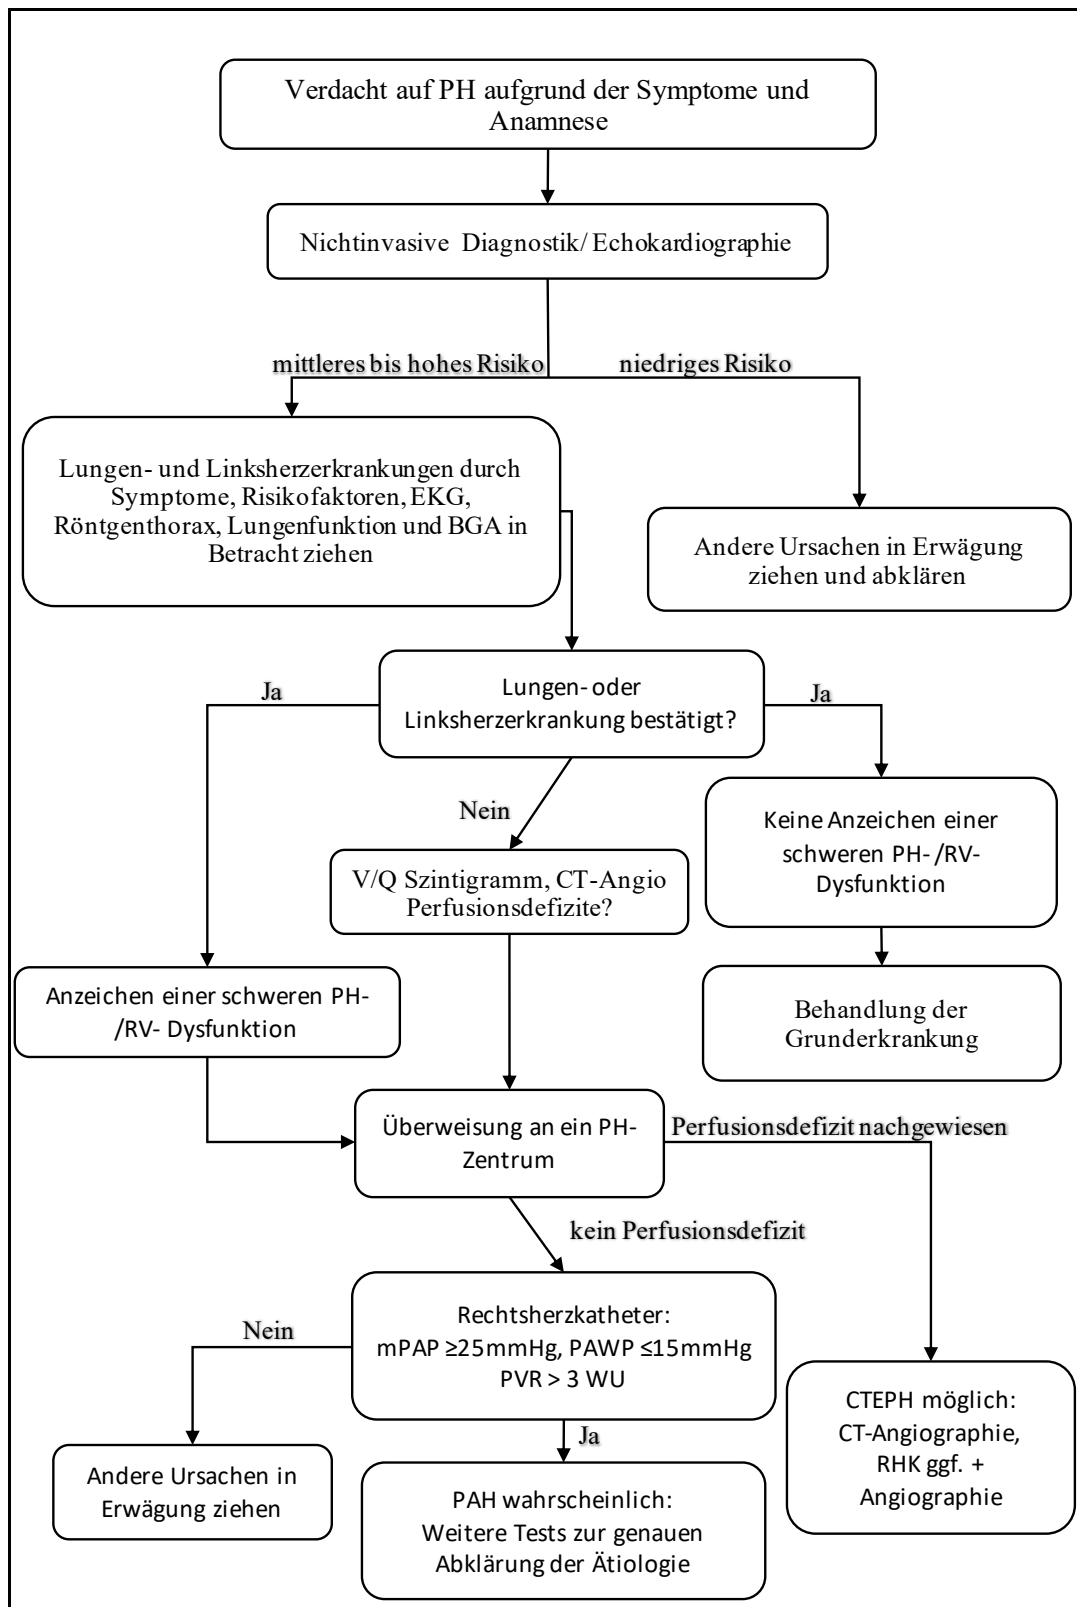 Verdacht auf PH aufgrund der Symptome und
Anamnese
Nichtinvasive Diagnostik/ Echokardiographie
mittleres bis hohes Risiko
niedriges Risiko
Lungen- und Linksherzerkrankungen durch
Symptome, Risikofaktoren, EKG,
Röntgenthorax, Lungenfunktion und BGA in
Betracht ziehen
Andere Ursachen in Erwägung
ziehen und abklären
Lungen- oder
Linksherzerkrankung bestätigt?
Ja
Ja
Nein
Keine Anzeichen einer
schweren PH- /RV-
Dysfunktion
V/Q Szintigramm, CT-Angio
Perfusionsdefizite?
Anzeichen einer schweren PH-
/RV- Dysfunktion
Behandlung der
Grunderkrankung
Überweisung an ein PH-
Zentrum
Perfusionsdefizit nachgewiesen
kein Perfusionsdefizit
Rechtsherzkatheter:
mPAP ≥25mmHg, PAWP ≤15mmHg
PVR > 3 WU
Nein
Ja
CTEPH möglich:
CT-Angiographie,
RHK ggf. +
Angiographie
Andere Ursachen in
Erwägung ziehen
PAH wahrscheinlich:
Weitere Tests zur genauen
Abklärung der Ätiologie